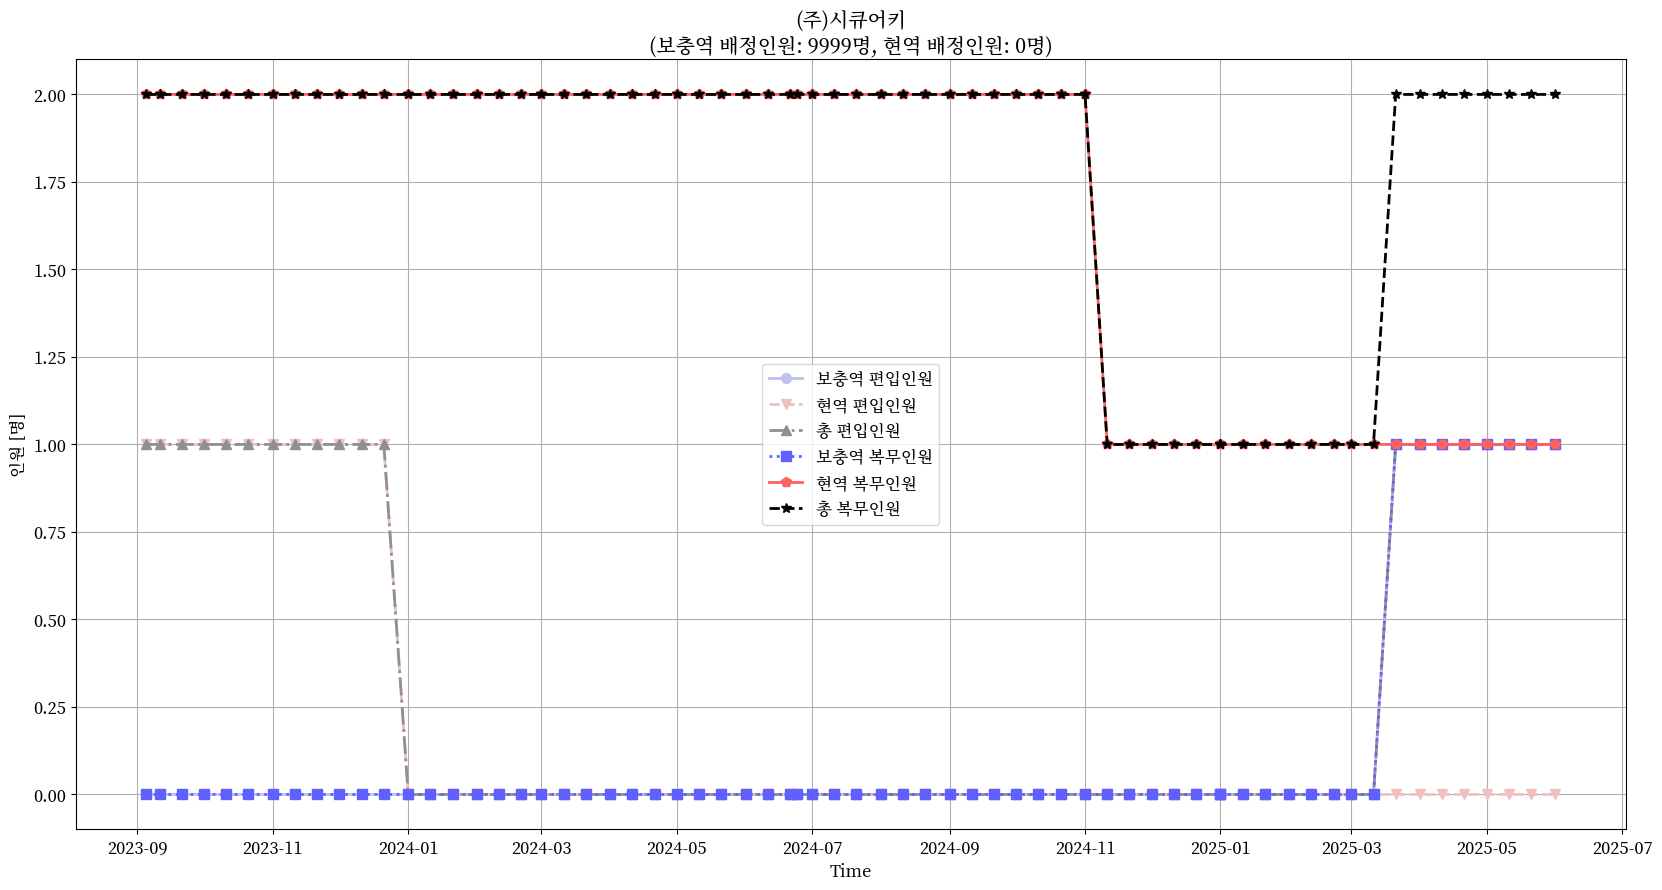 (주)시큐어키
(보충역 배정인원: 9999명, 현역 배정인원: 0명)
인원 [명]
2.00
1.75
1.50
1.25
1.00
0.75
0.50
0.25
0.00
보충역 편입인원
현역 편입인원
총 편입인원
보충역 복무인원
현역 복무인원
총 복무인원
2023-09
2023-11
2024-01
2024-03
2024-05
2024-07
2024-09
2024-11
2025-01
2025-03
2025-05
2025-07
Time